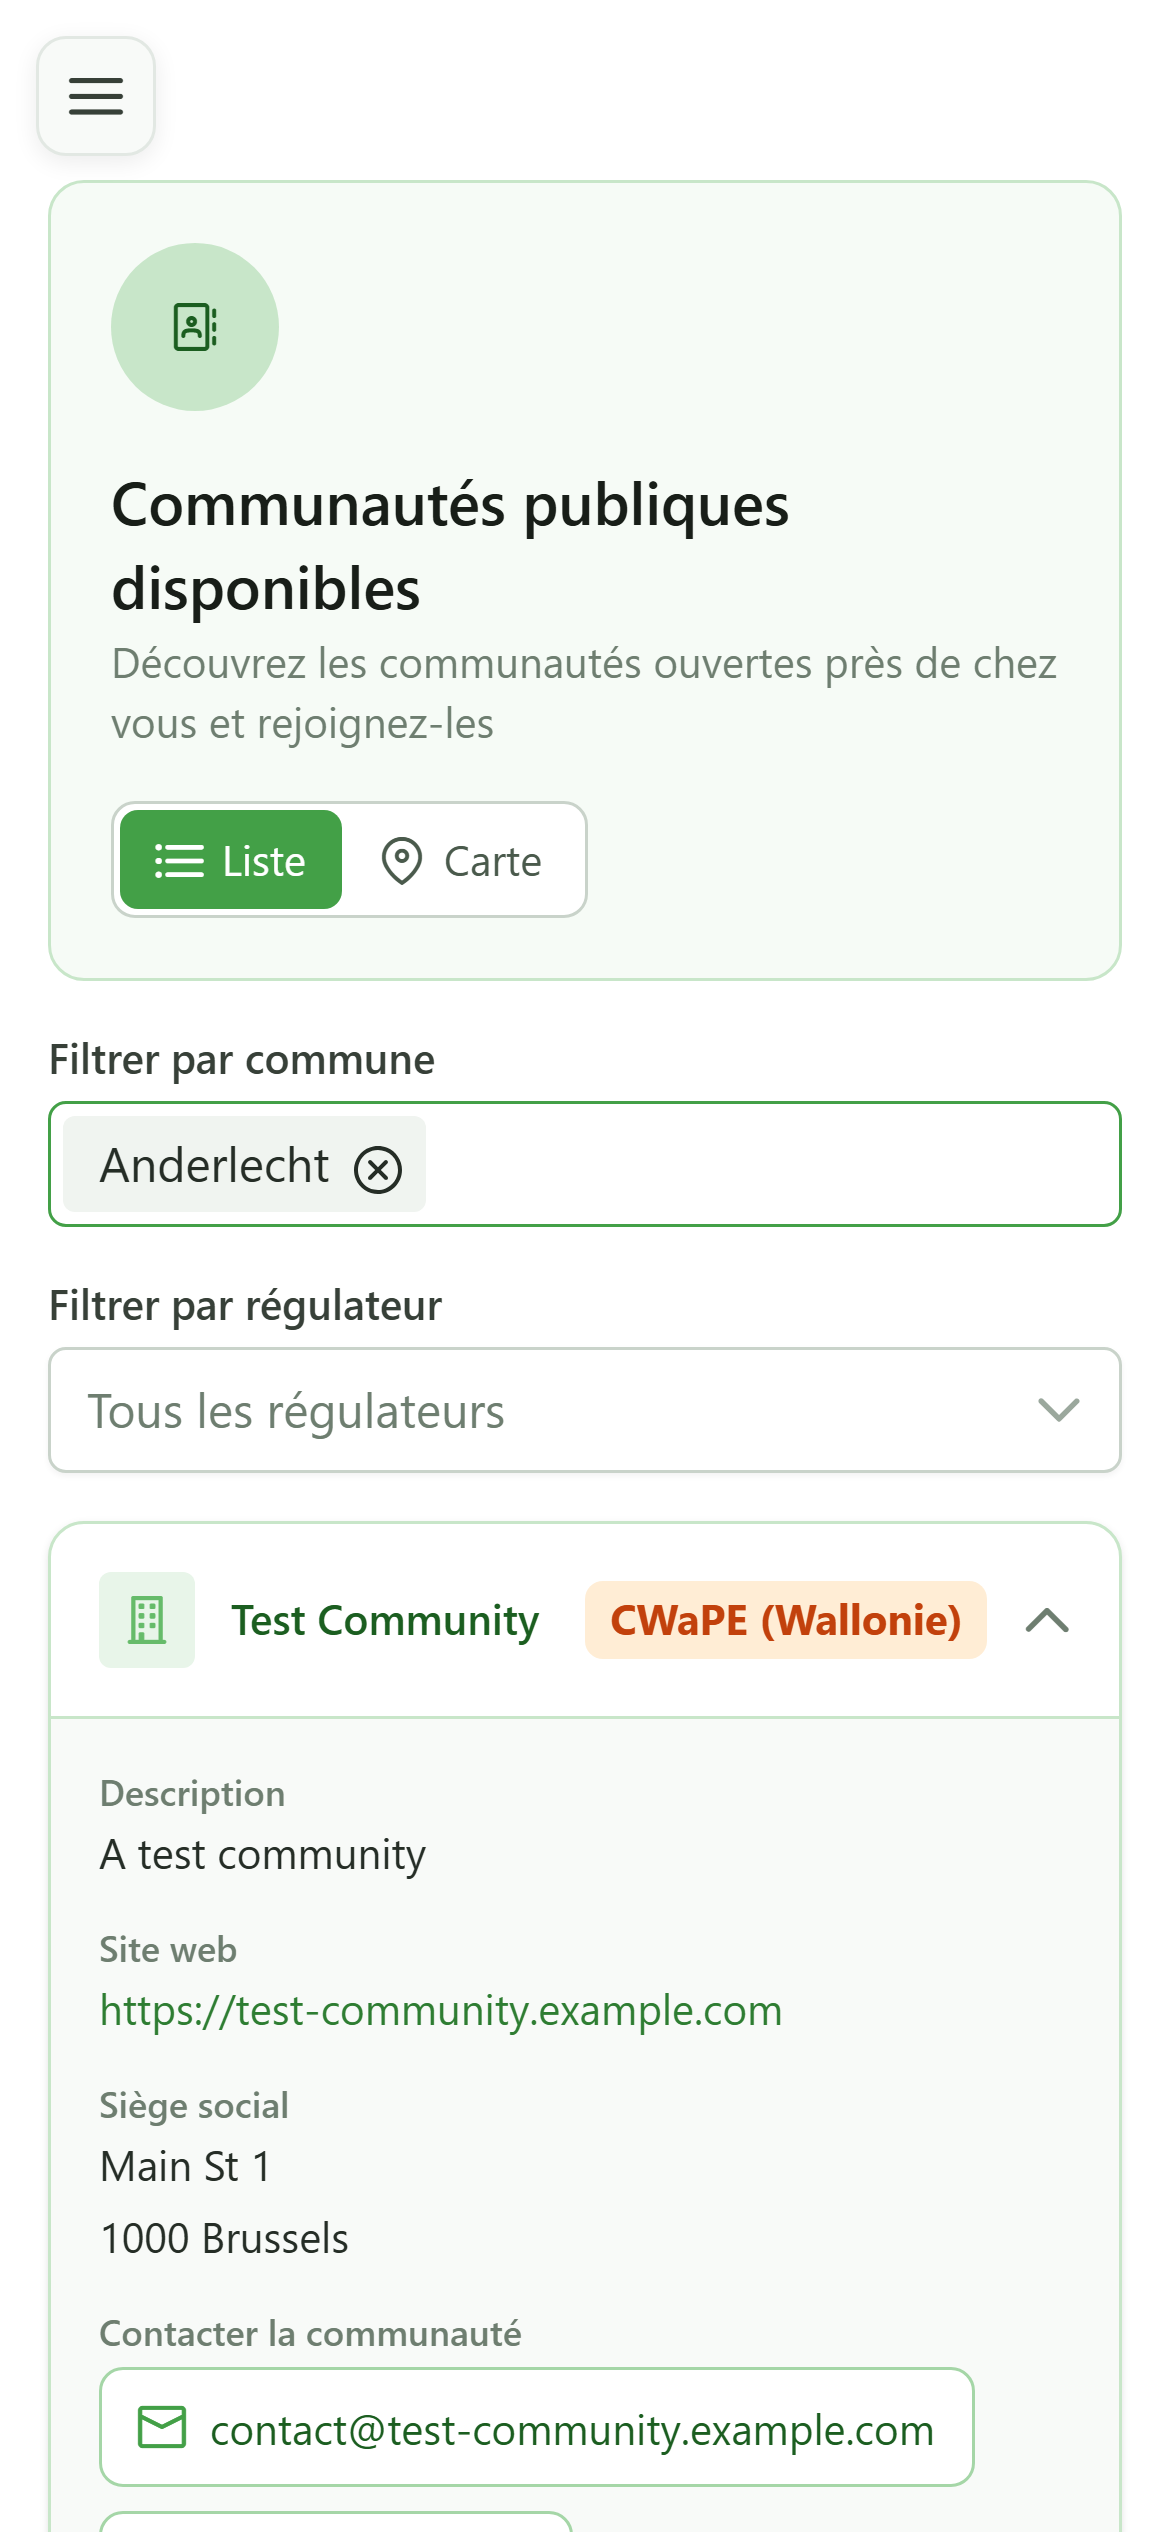 Communautés publiques
disponibles
Découvrez les communautés ouvertes près de chez
vous et rejoignez-les
Liste
Carte
Filtrer par commune
Anderlecht
Filtrer par régulateur
Tous les régulateurs
Test Community
CWaPE (Wallonie)
Description
A test community
Site web
https://test-community.example.com
Siège social
Main St 1
1000 Brussels
Contacter la communauté
contact@test-community.example.com